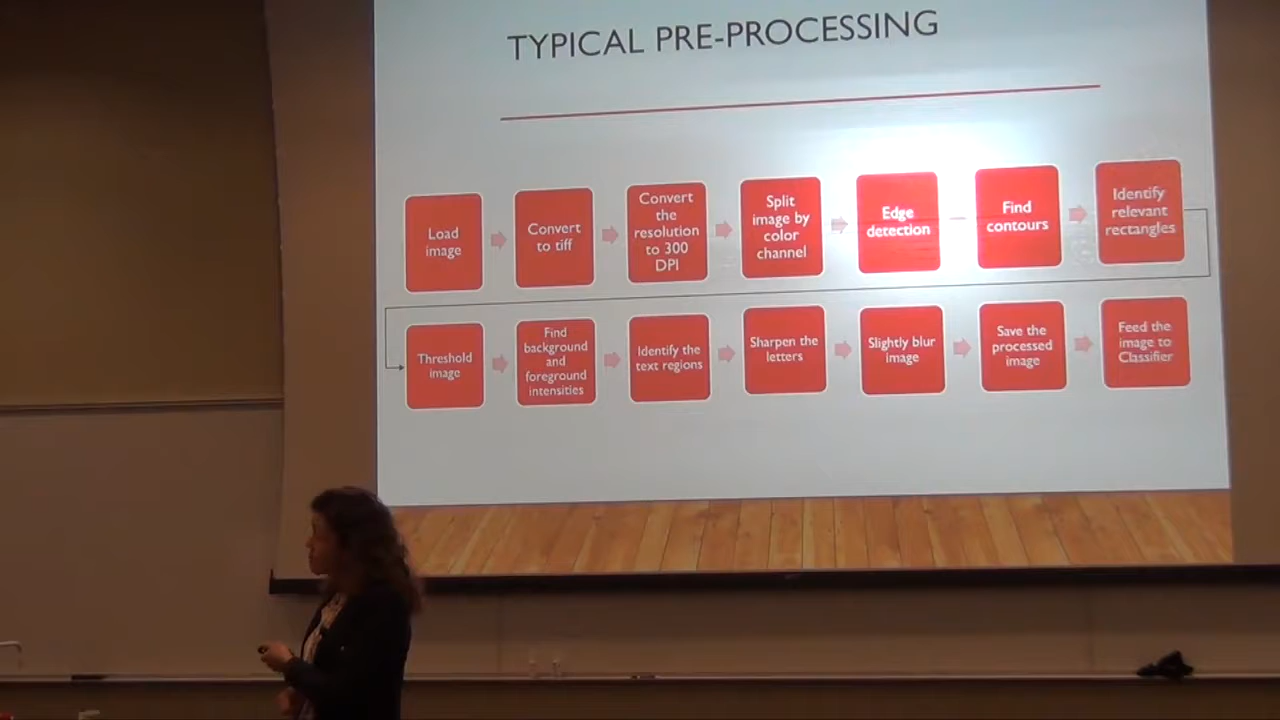 TYPICAL PRE-PROCESSING
Load
image
Convert
to tiff
Convert
the
resolution
to 300
DPI
Split
image by
color
channel
Edge
detection
Find
contours
Identify
relevant
rectangles
Threshold
image
Find
background
and
foreground
intensities
Identify the
text regions
Sharpen the
letters
Slightly blur
image
Save the
processed
image
Feed the
image to
Classifier